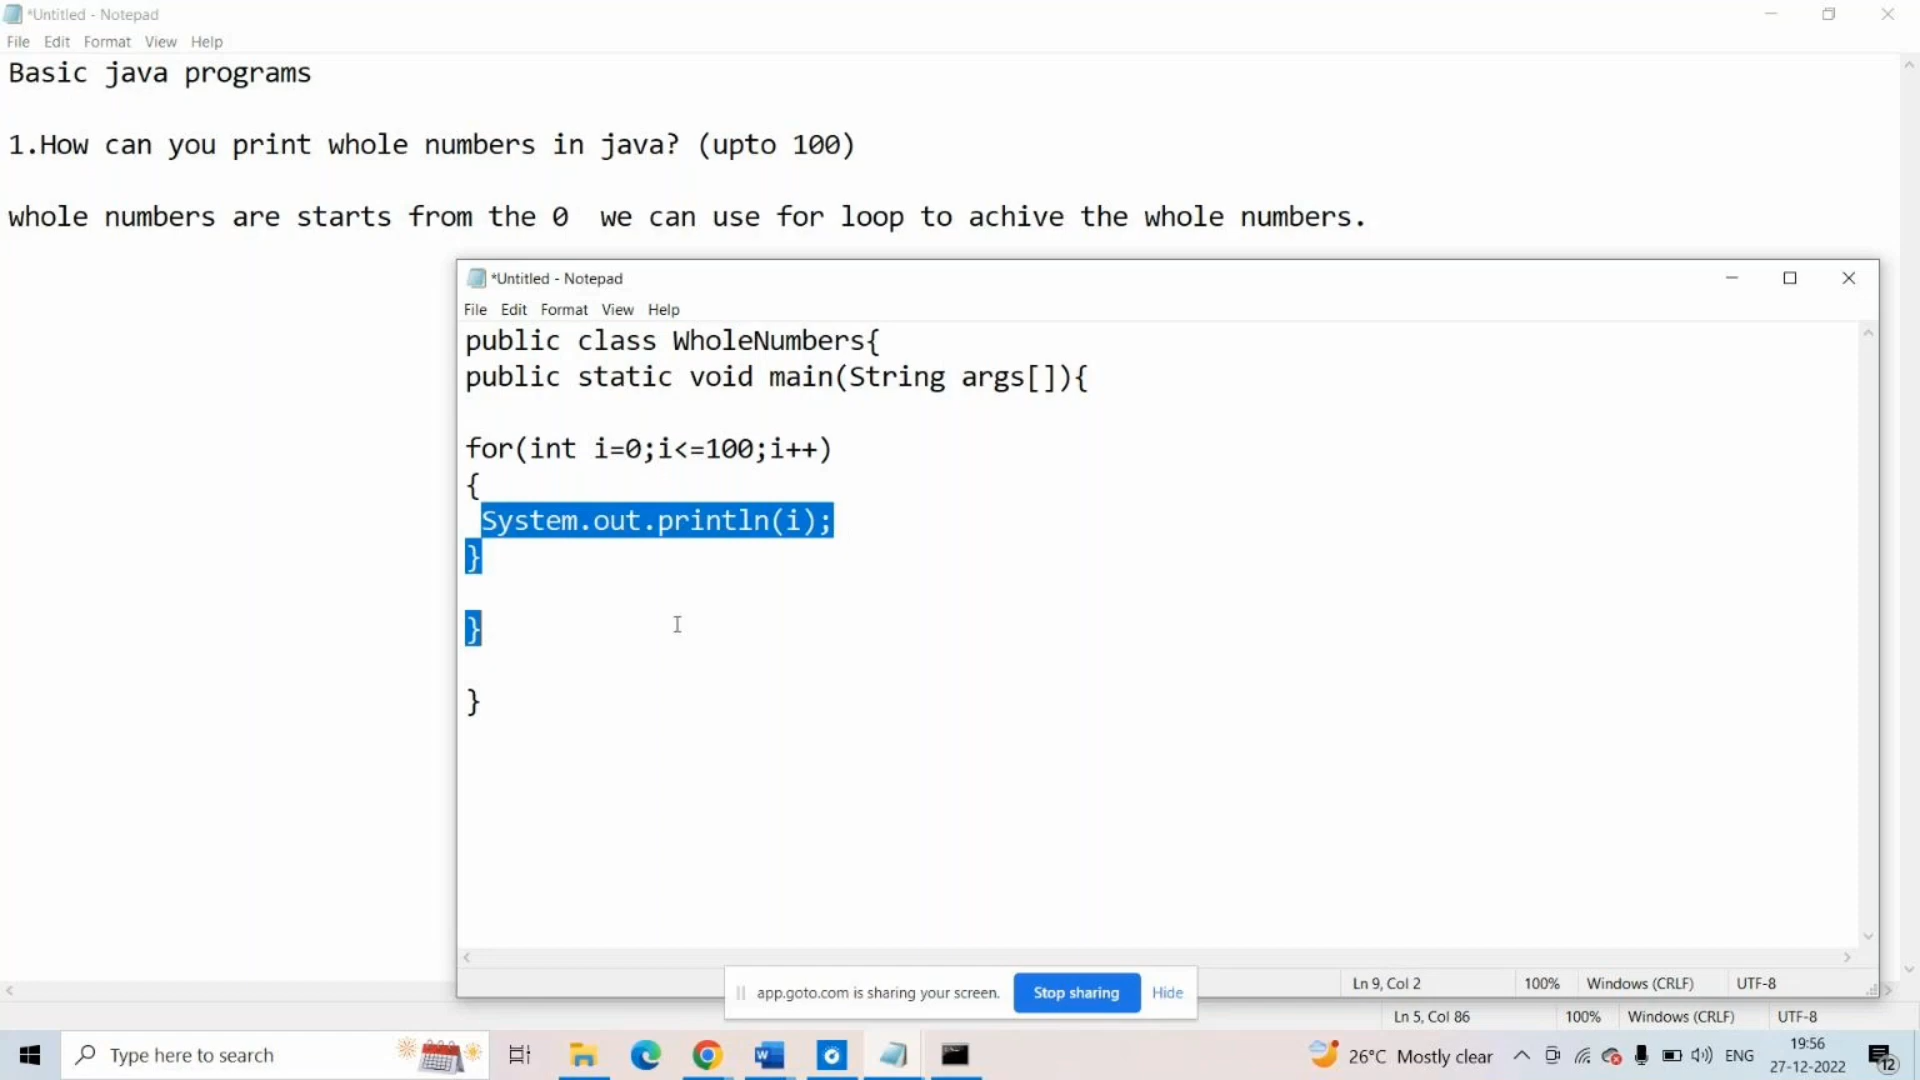 *Untitled - Notepad
File Edit Format View Help
Basic java programs
1.How can you print whole numbers in java? (upto 100)
whole numbers are starts from the 0  we can use for loop to achive the whole numbers.
*Untitled - Notepad
File Edit Format View Help
public class WholeNumbers{
public static void main(String args[]){
for(int i=0;i<=100;i++)
{
System.out.println(i);
}
}
}
Ln 9, Col 2 100% Windows (CRLF) UTF-8
app.goto.com is sharing your screen. Stop sharing Hide
Ln 5, Col 86 100% Windows (CRLF) UTF-8
Type here to search
26°C Mostly clear ENG
19:56
27-12-2022
12